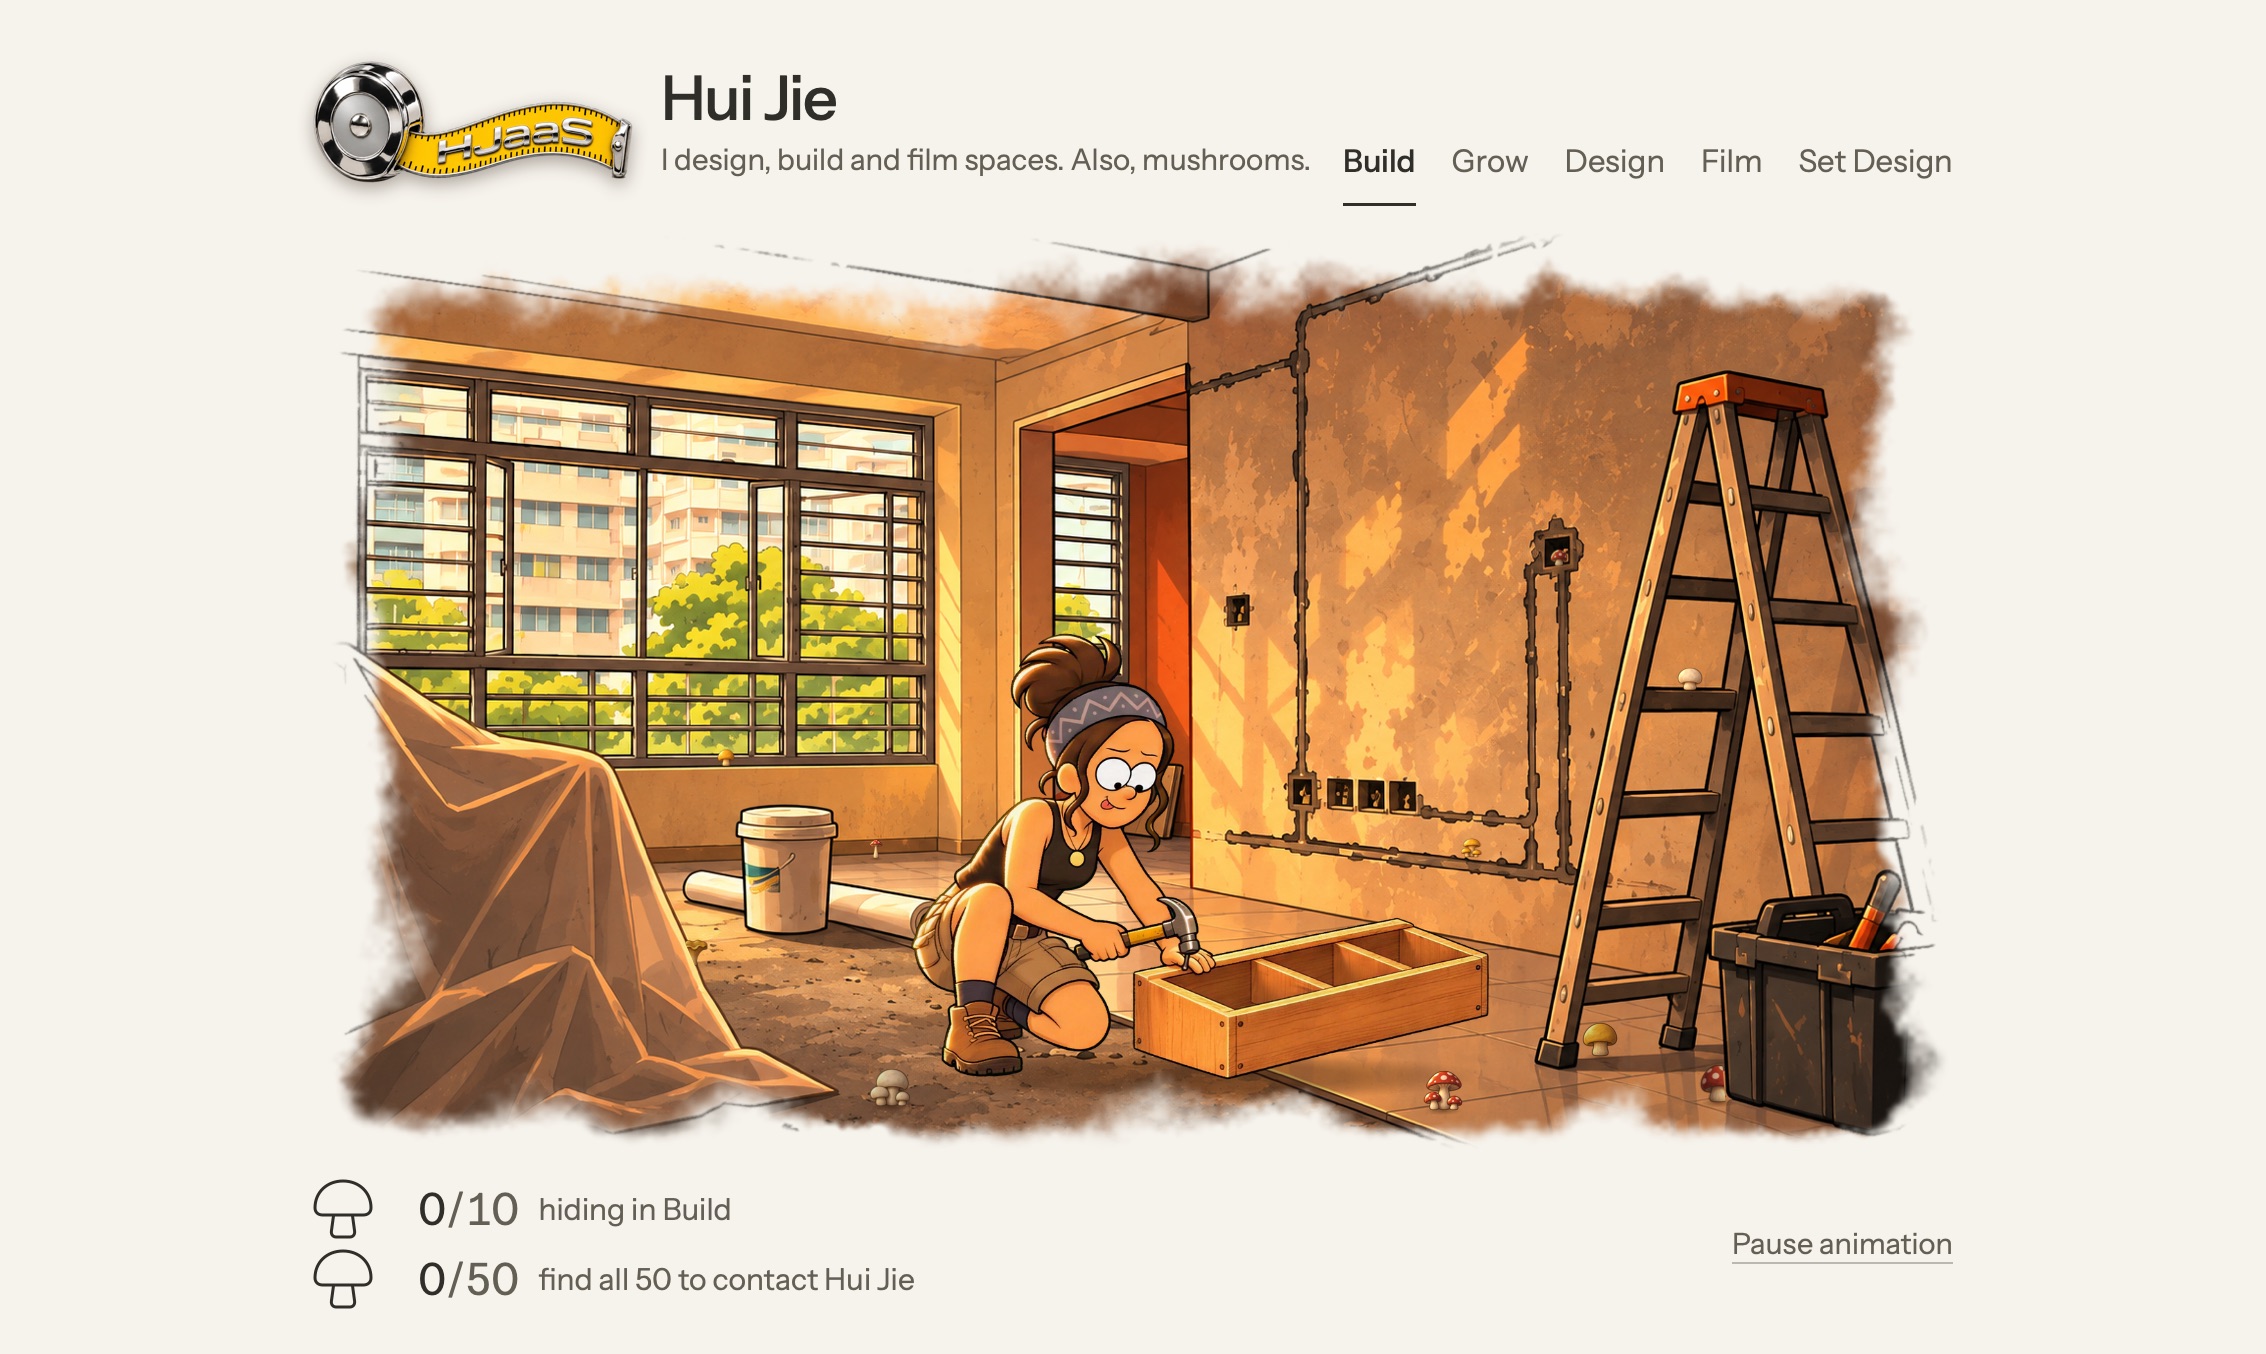 HJaaS
Hui Jie
I design, build and film spaces. Also, mushrooms.
Build Grow Design Film Set Design
0/10 hiding in Build
0/50 find all 50 to contact Hui Jie
Pause animation